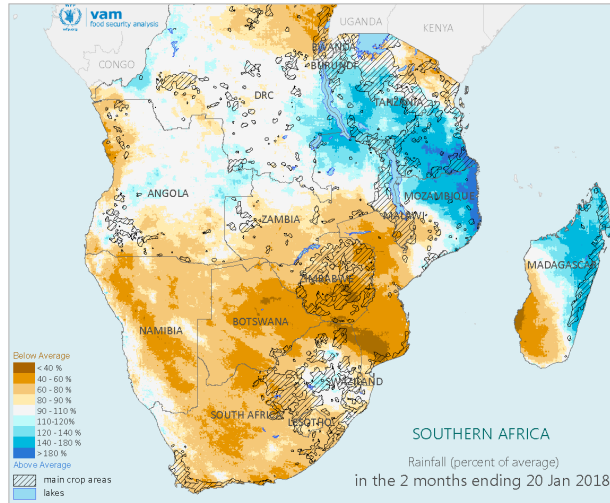 wfp
vam
food security analysis
UGANDA
KENYA
CONGO
RWANDA
BURUNDI
DRC
TANZANIA
ANGOLA
ZAMBIA
MALAWI
MOZAMBIQUE
ZIMBABWE
MADAGASCAR
NAMIBIA
BOTSWANA
SWAZILAND
SOUTH AFRICA
LESOTHO
Below Average
< 40 %
40 - 60 %
60 - 80 %
80 - 90 %
90 - 110 %
110-120%
120 - 140%
140 - 180 %
>180 %
Above Average
main crop areas
lakes
SOUTHERN AFRICA
Rainfall (percent of average)
in the 2 months ending 20 Jan 2018